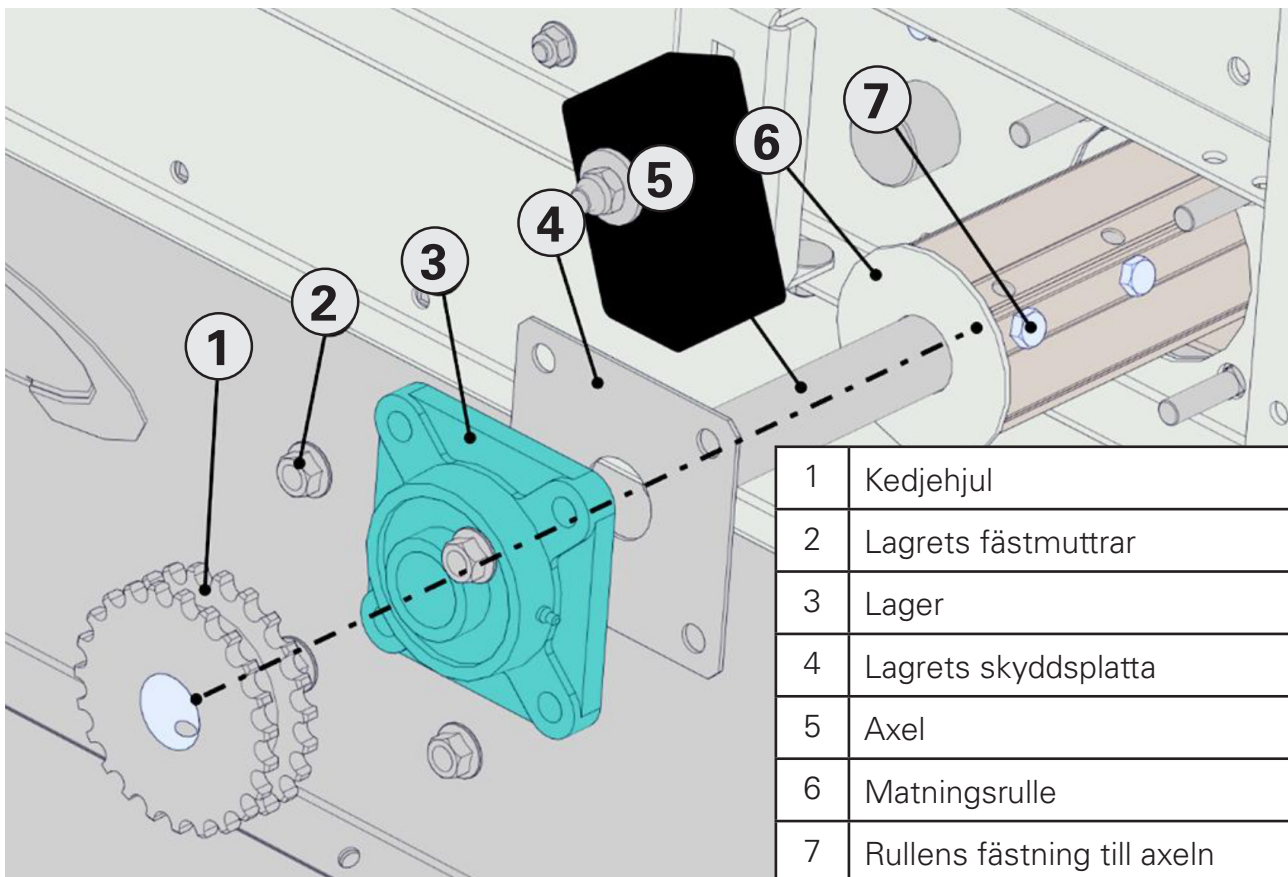 7
6
5
4
3
2
1
1 Kedjehjul
2 Lagrets fästmuttrar
3 Lager
4 Lagrets skyddsplatta
5 Axel
6 Matningsrulle
7 Rullens fästning till axeln